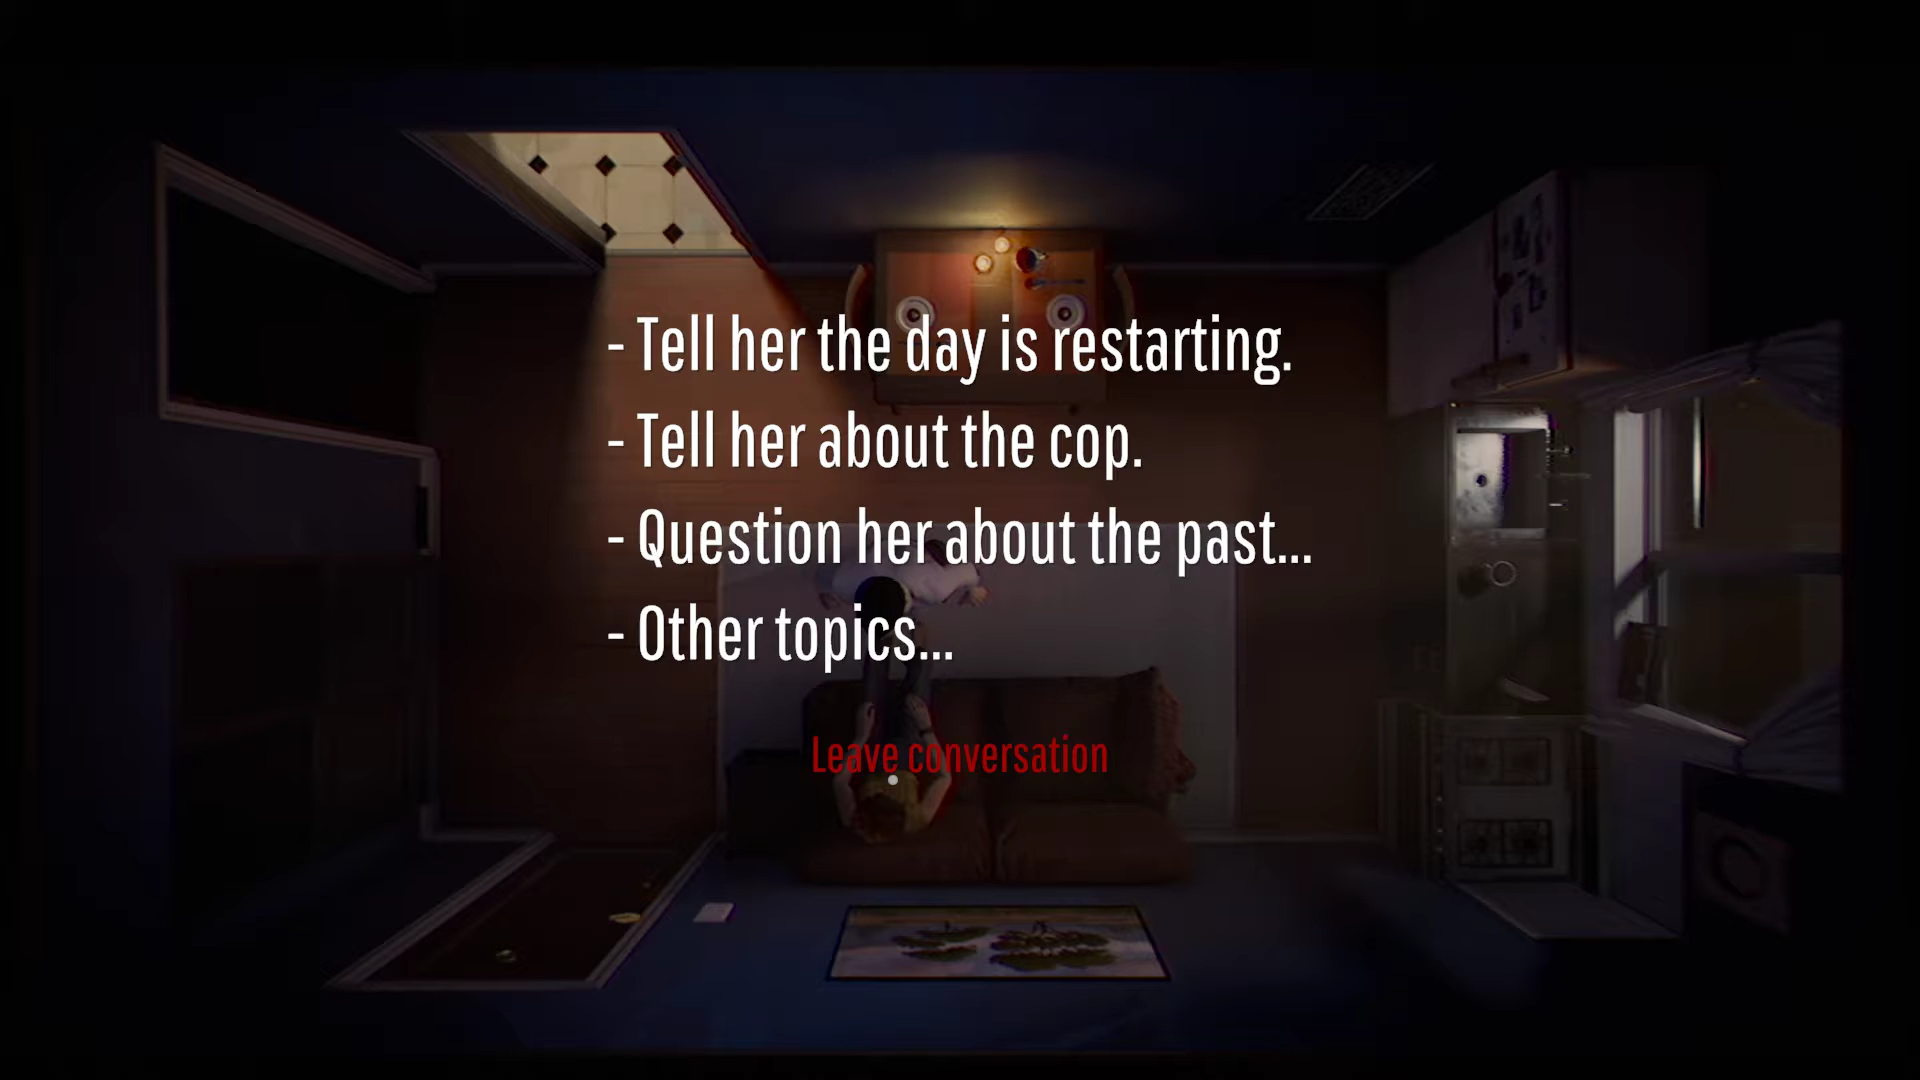 - Tell her the day is restarting.
- Tell her about the cop.
- Question her about the past...
- Other topics...
Leave conversation